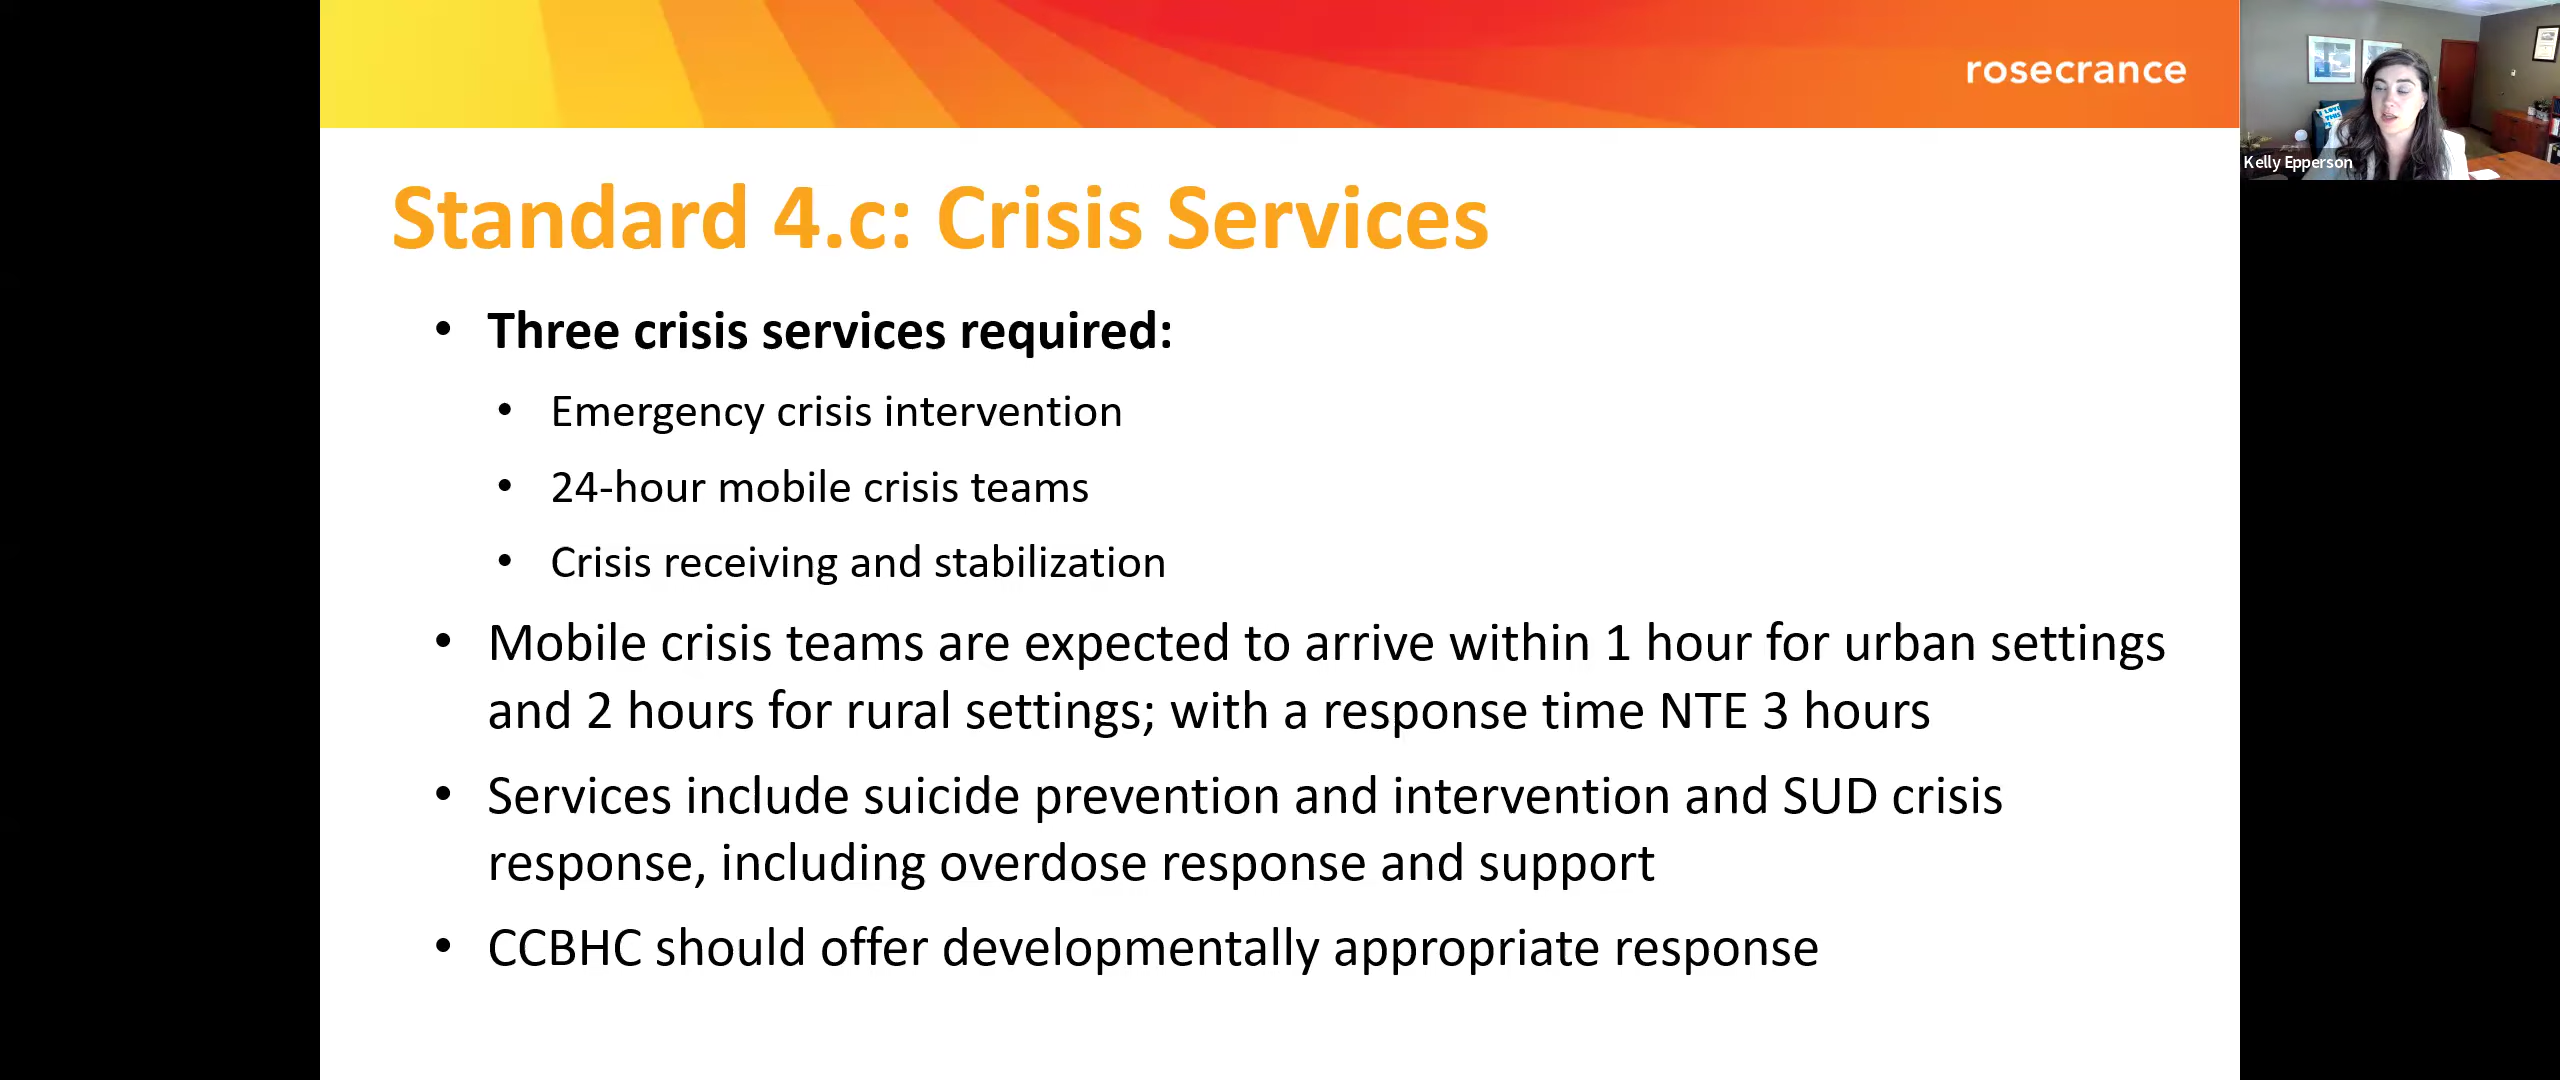 rosecrance
Kelly Epperson
Standard 4.c: Crisis Services
• Three crisis services required:
• Emergency crisis intervention
• 24-hour mobile crisis teams
• Crisis receiving and stabilization
• Mobile crisis teams are expected to arrive within 1 hour for urban settings
and 2 hours for rural settings; with a response time NTE 3 hours
• Services include suicide prevention and intervention and SUD crisis
response, including overdose response and support
• CCBHC should offer developmentally appropriate response